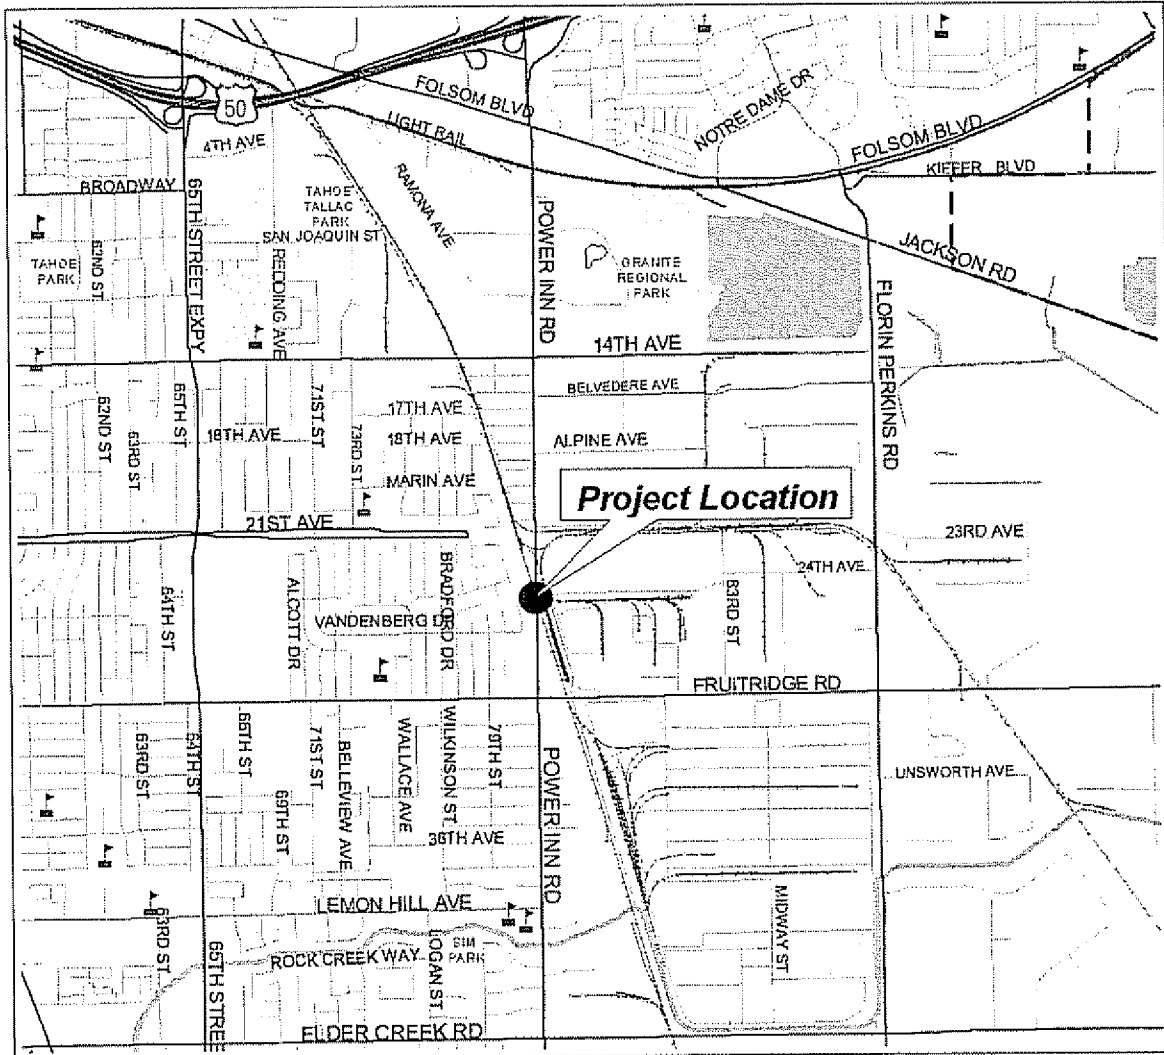 50
FOLSOM BLVD
LIGHT RAIL
NOTRE DAME DR
FOLSOM BLVD
KIEFER BLVD
4TH AVE
BROADWAY
65TH STREET EXPY
TAHOE
TALLAC
PARK
SAN JOAQUIN ST
RAMONA AVE
REDDING AVE
TAHOE
PARK
62ND ST
POWER INN RD
GRANITE
REGIONAL
PARK
JACKSON RD
FLORIN PERKINS RD
14TH AVE
BELVEDERE AVE
62ND ST
63RD ST
65TH ST
18TH AVE
71ST ST
73RD ST
17TH AVE
18TH AVE
MARIN AVE
ALPINE AVE
Project Location
21ST AVE
23RD AVE
24TH AVE
64TH ST
ALCOTT DR
VANDENBERG D
BRADFORD DR
83RD ST
FRUITRIDGE RD
63RD ST
64TH ST
66TH ST
69TH ST
71ST ST
BELLEVIEW AVE
WALLACE AVE
WILKINSON ST
79TH ST
36TH AVE
POWER INN RD
UNSWORTH AVE
LEMON HILL AVE
63RD ST
65TH STREE
ROCK CREEK WAY
LOGAN ST
SIM
PARK
MIDWAY ST
ELDER CREEK RD